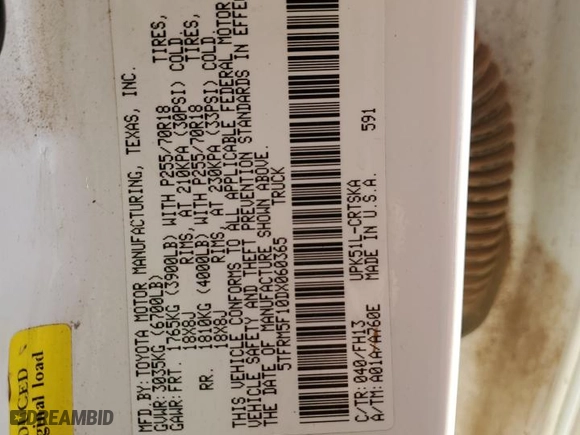 MFD.BY:TOYOTA MOTOR MANUFACTURING, TEXAS, INC.
GVWR:3035KG (6700LB)
GAWR:FRT. 1765KG (3900LB) WITH P255/70R18 TIRES,
18X8J RIMS, AT 210KPA (30PSI) COLD.
RR. 1810KG (4000LB) WITH P255/70R18 TIRES,
18X8J RIMS, AT 230KPA (33PSI) COLD.
THIS VEHICLE CONFORMS TO ALL APPLICABLE FEDERAL MOTOR
VEHICLE SAFETY AND THEFT PREVENTION STANDARDS IN EFFE
THE DATE OF MANUFACTURE SHOWN ABOVE.
5TFRM5F10DX060365 TRUCK
C/TR: 040/FH13 UPK51L-CRTSKA
A/TM: A01A/A760E MADE IN U.S.A. 591
load
DREAMBID